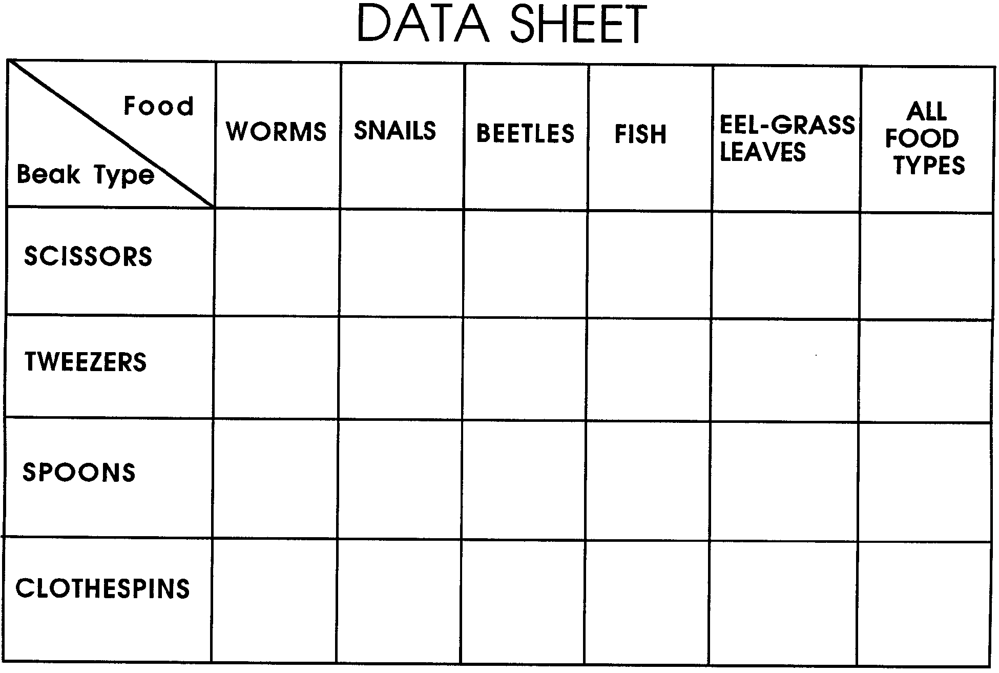 DATA SHEET
Food
Beak Type
WORMS
SNAILS
BEETLES
FISH
EEL-GRASS
LEAVES
ALL
FOOD
TYPES
SCISSORS
TWEEZERS
SPOONS
CLOTHESPINS